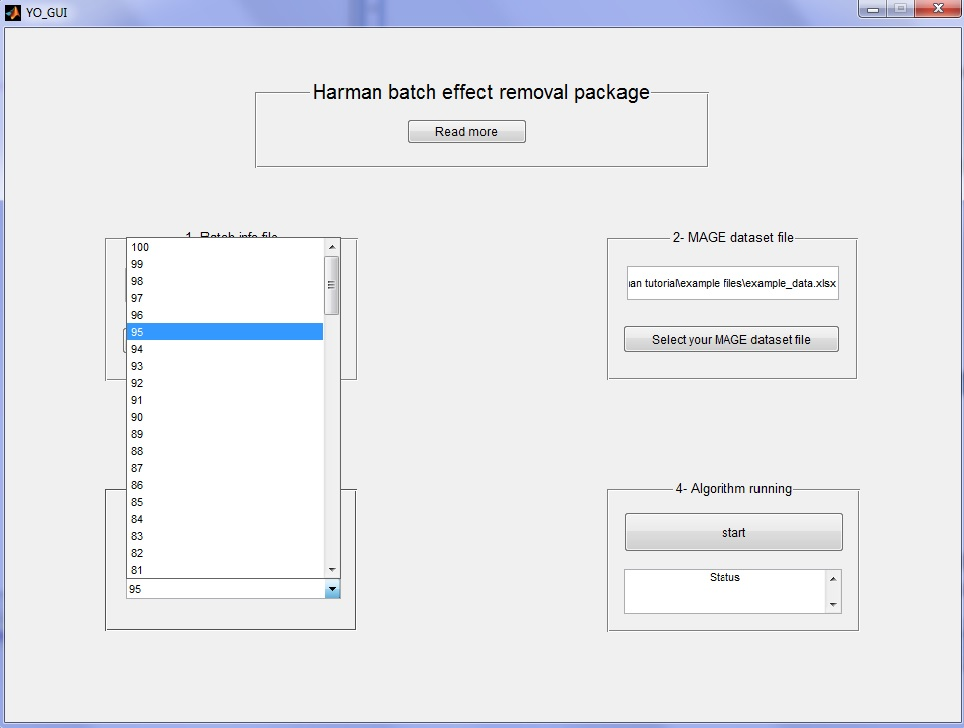 YO_GUI
Harman batch effect removal package
Read more
1- Batch info file
2- MAGE dataset file
an tutorial\example files\example_data.xlsx
Select your MAGE dataset file
100
99
98
97
96
95
94
93
92
91
90
89
88
87
86
85
84
83
82
81
95
4- Algorithm running
start
Status